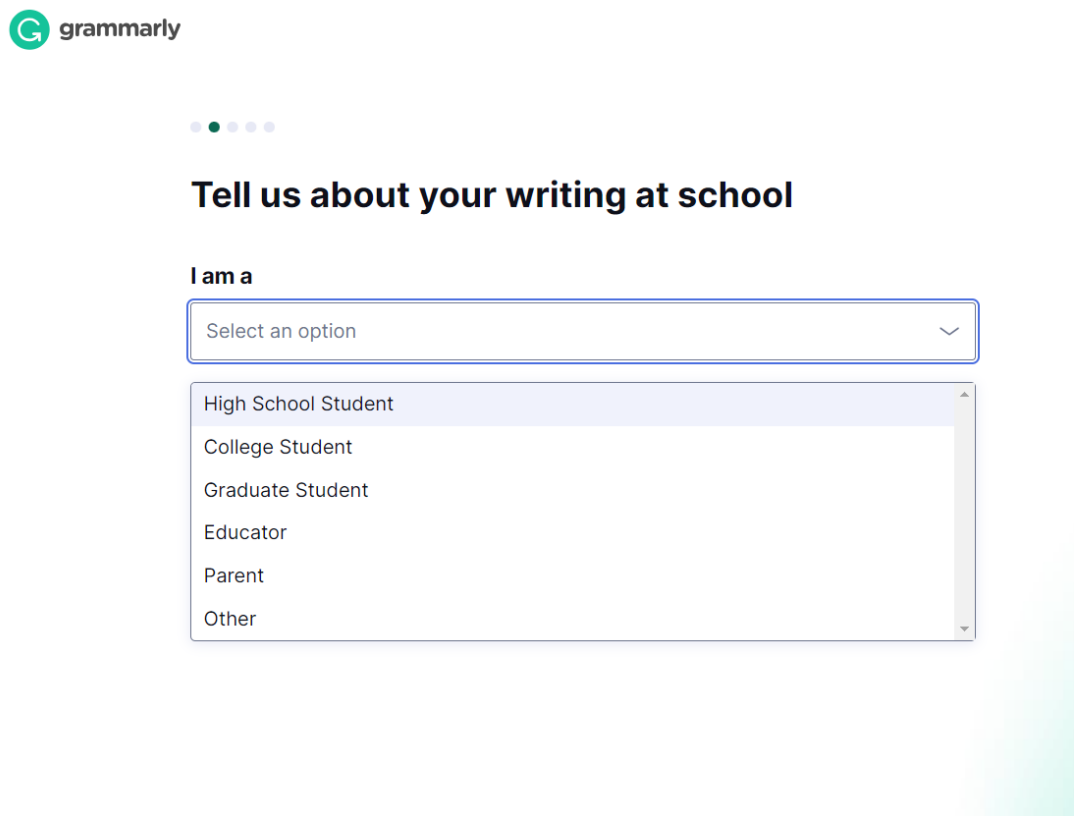 grammarly
Tell us about your writing at school
I am a
Select an option
High School Student
College Student
Graduate Student
Educator
Parent
Other